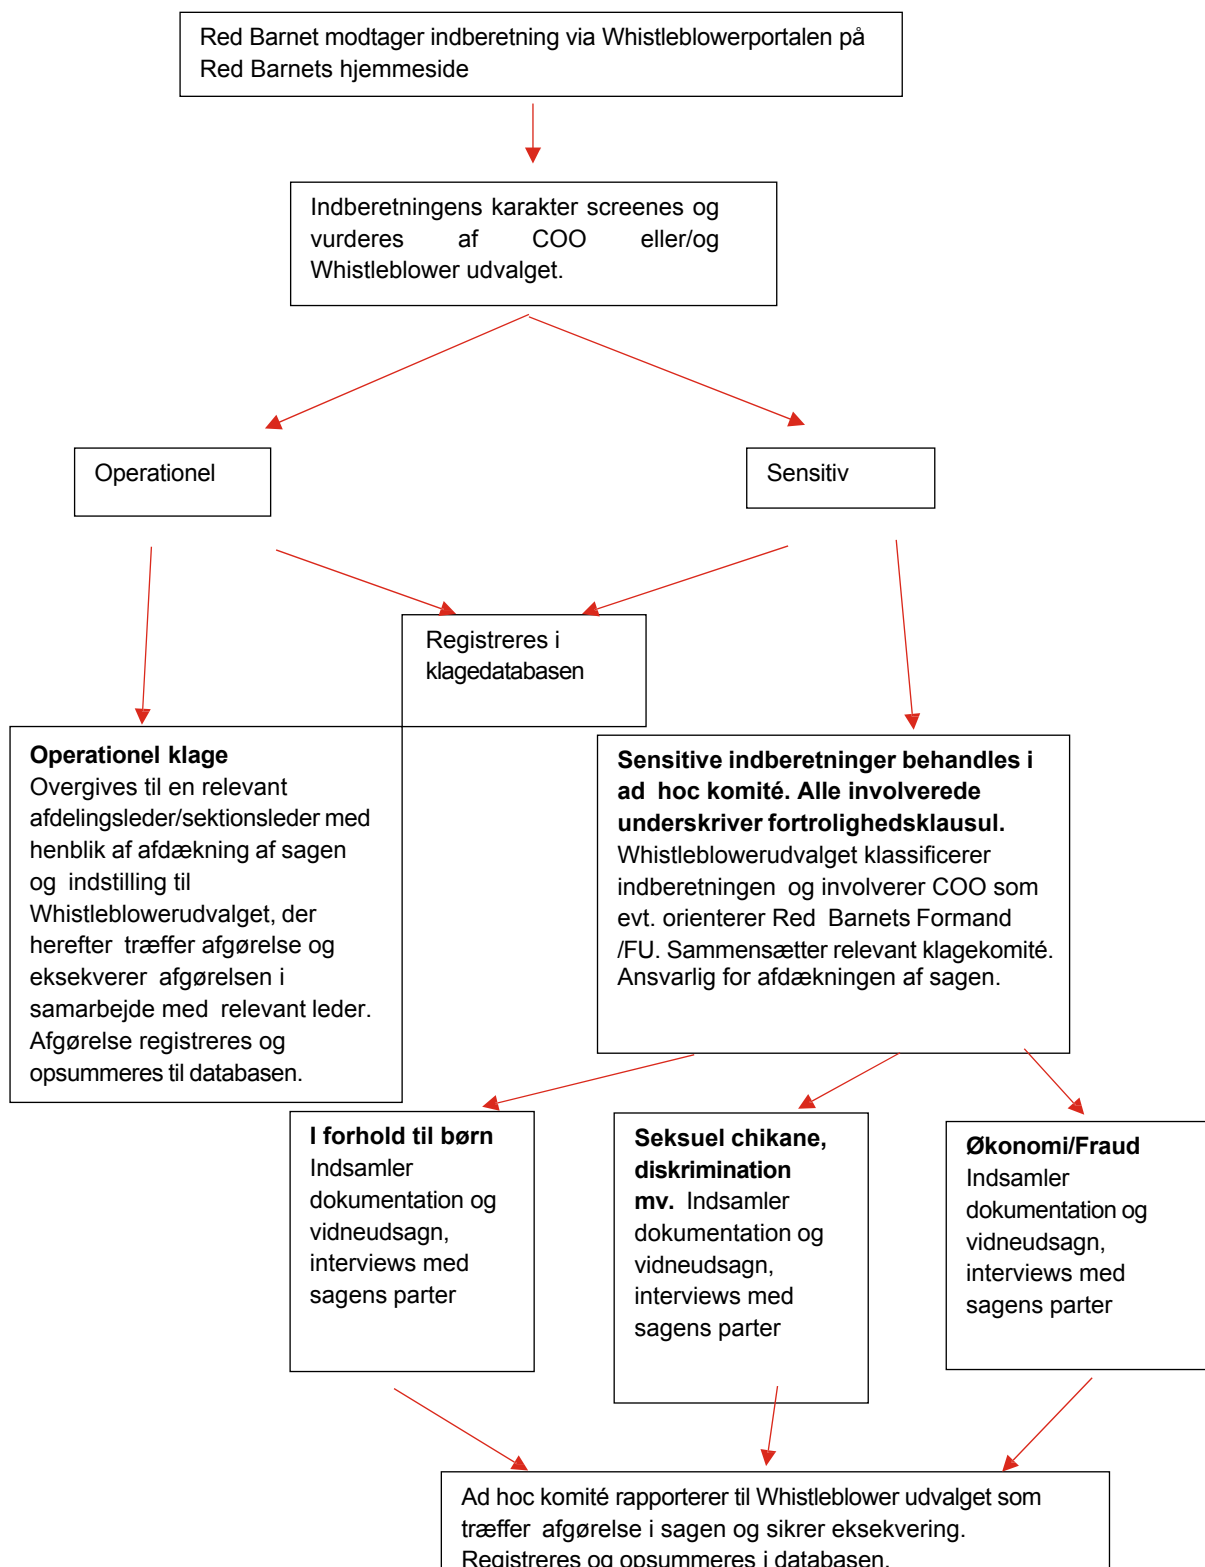 Red Barnet modtager indberetning via Whistleblowerportalen på
Red Barnets hjemmeside
Indberetningens karakter screenes og
vurderes af COO eller/og
Whistleblower udvalget.
Operationel
Sensitiv
Registreres i
klagedatabasen
Operationel klage
Overgives til en relevant
afdelingsleder/sektionsleder med
henblik af afdækning af sagen
og indstilling til
Whistleblowerudvalget, der
herefter træffer afgørelse og
eksekverer afgørelsen i
samarbejde med relevant leder.
Afgørelse registreres og
opsummeres til databasen.
Sensitive indberetninger behandles i
ad hoc komité. Alle involverede
underskriver fortrolighedsklausul.
Whistleblowerudvalget klassificerer
indberetningen og involverer COO som
evt. orienterer Red Barnets Formand
/FU. Sammensætter relevant klagekomité.
Ansvarlig for afdækningen af sagen.
I forhold til børn
Indsamler
dokumentation og
vidneudsagn,
interviews med
sagens parter
Seksuel chikane,
diskrimination
mv. Indsamler
dokumentation og
vidneudsagn,
interviews med
sagens parter
Økonomi/Fraud
Indsamler
dokumentation og
vidneudsagn,
interviews med
sagens parter
Ad hoc komité rapporterer til Whistleblower udvalget som
træffer afgørelse i sagen og sikrer eksekvering.
Registreres og opsummeres i databasen.